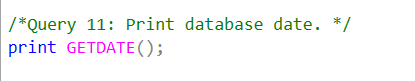 /*Query 11: Print database date. */
print GETDATE();